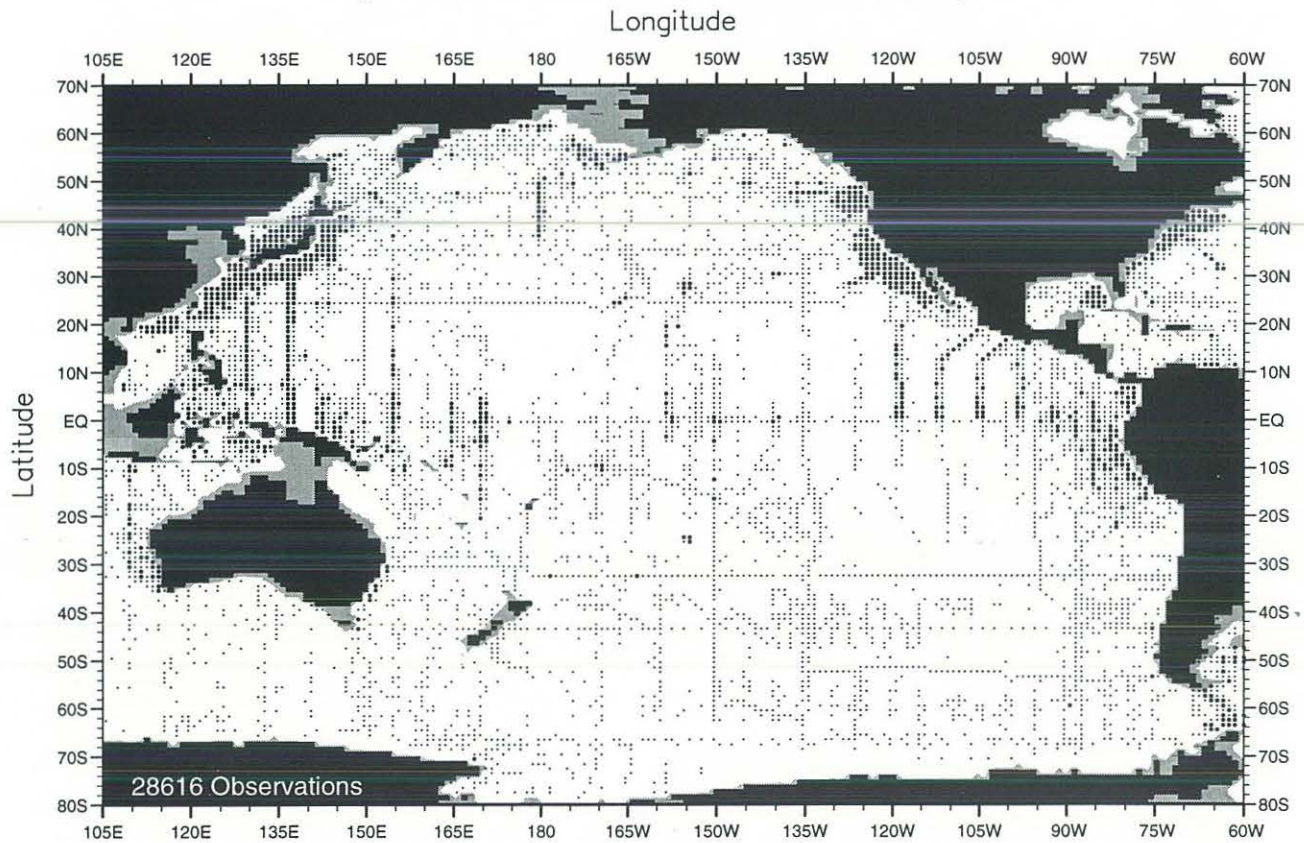 Longitude
105E 120E 135E 150E 165E 180 165W 150W 135W 120W 105W 90W 75W 60W
70N 70N
60N 60N
50N 50N
40N 40N
30N 30N
20N 20N
10N 10N
EQ EQ
10S 10S
20S 20S
30S 30S
40S 40S
50S 50S
60S 60S
70S 70S
80S 80S
Latitude
28616 Observations
105E 120E 135E 150E 165E 180 165W 150W 135W 120W 105W 90W 75W 60W